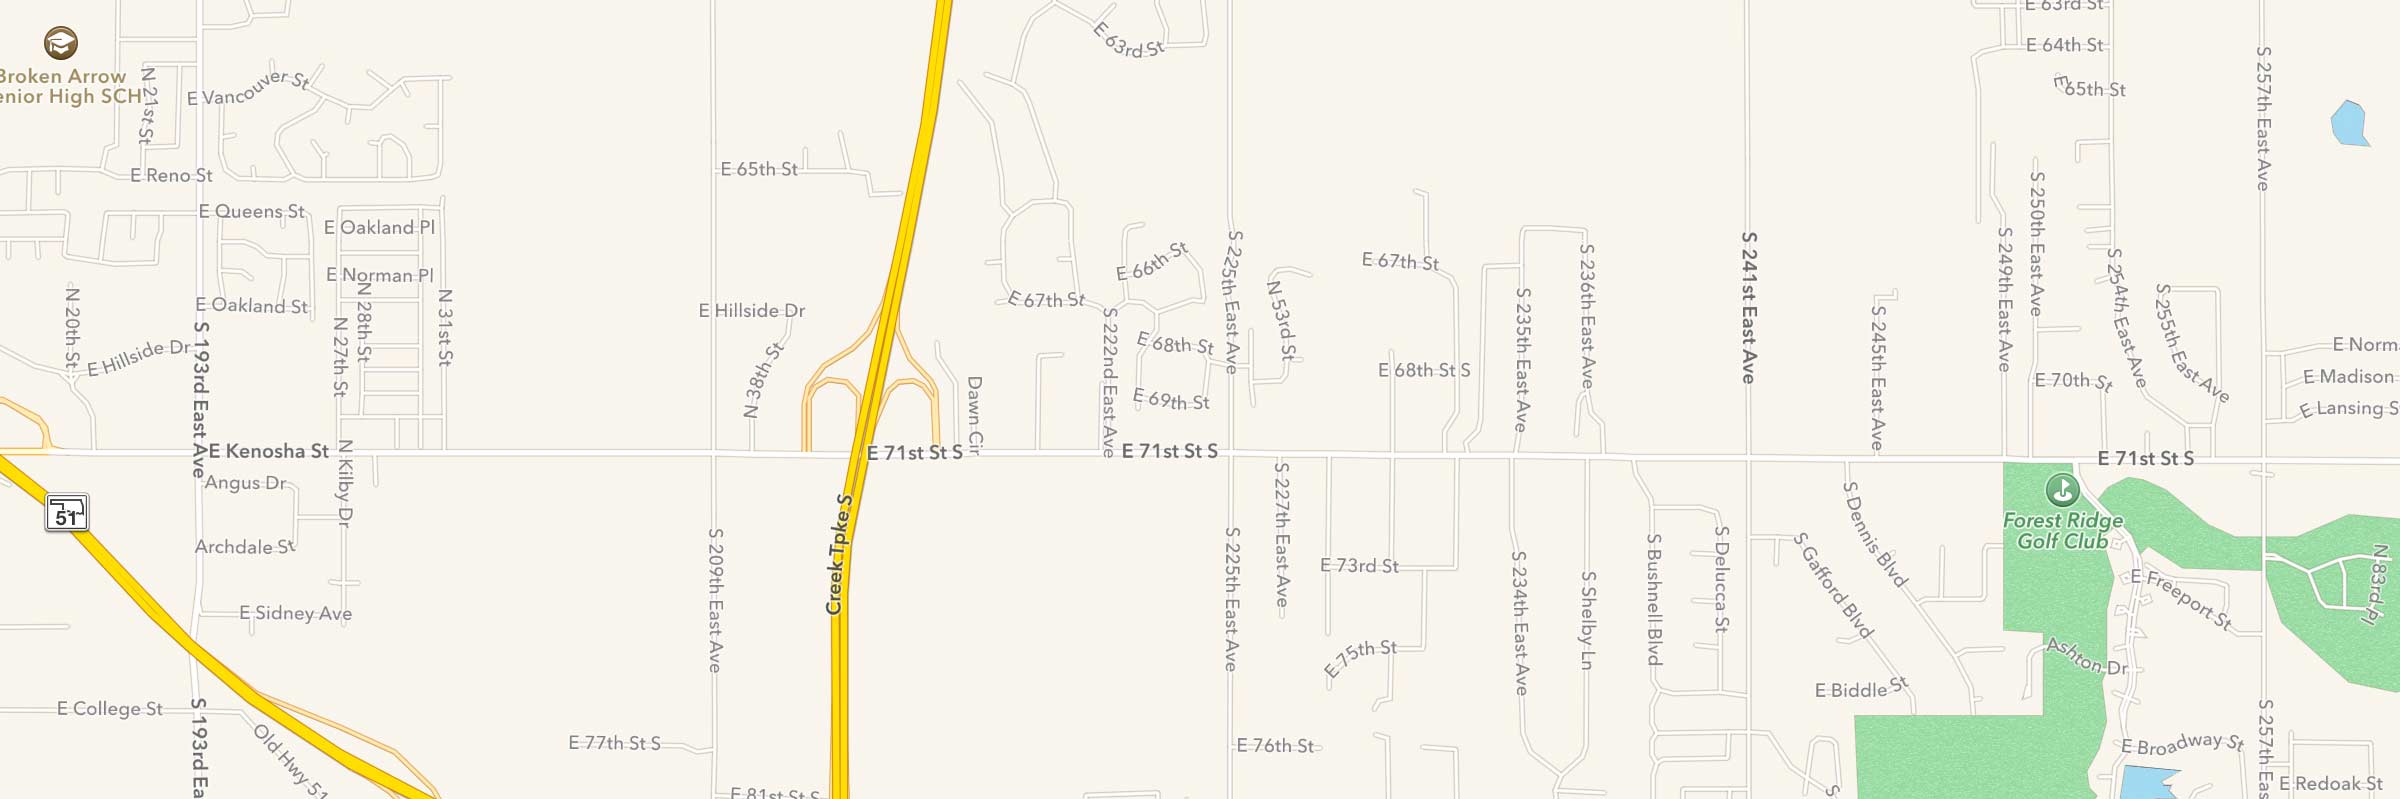 E 63rd St
E 63rd St
E 64th St
Broken Arrow
enior High SCH
N 21st St
E Vancouver St
E 65th St
S 257th East Ave
E 65th St
E Reno St
S 250th East Ave
E Queens St
E Oakland Pl
S 225th East Ave
E 66th St
E 67th St
S 236th East Ave
S 241st East Ave
S 249th East Ave
S 254th East Ave
E Norman Pl
N 20th St
E Oakland St
N 28th St
N 27th St
N 31st St
E Hillside Dr
E 67th St
N 53rd St
S 235th East Ave
S 245th East Ave
S 255th East Ave
E Hillside Dr
S 193rd East Ave
N 38th St
S 222nd East Ave
E 68th St
E 68th St S
E 70th St
E Norm
E Madison
E Lansing S
Dawn Cir
E 69th St
E Kenosha St
E 71st St S
E 71st St S
E 71st St S
N Kilby Dr
Angus Dr
51
Creek Tpke S
S 227th East Ave
S Dennis Blvd
Forest Ridge
Golf Club
Archdale St
S 209th East Ave
S 225th East Ave
E 73rd St
S 234th East Ave
S Shelby Ln
S Bushnell Blvd
S Delucca St
S Gafford Blvd
E Freeport St
N 83rd Pl
E Sidney Ave
E 75th St
Ashton Dr
E Biddle St
E College St
S 193rd Ea
Old Hwy 51
E 77th St S
E 76th St
S 257th Eas
E Broadway St
E 81st St S
S
E Redoak St